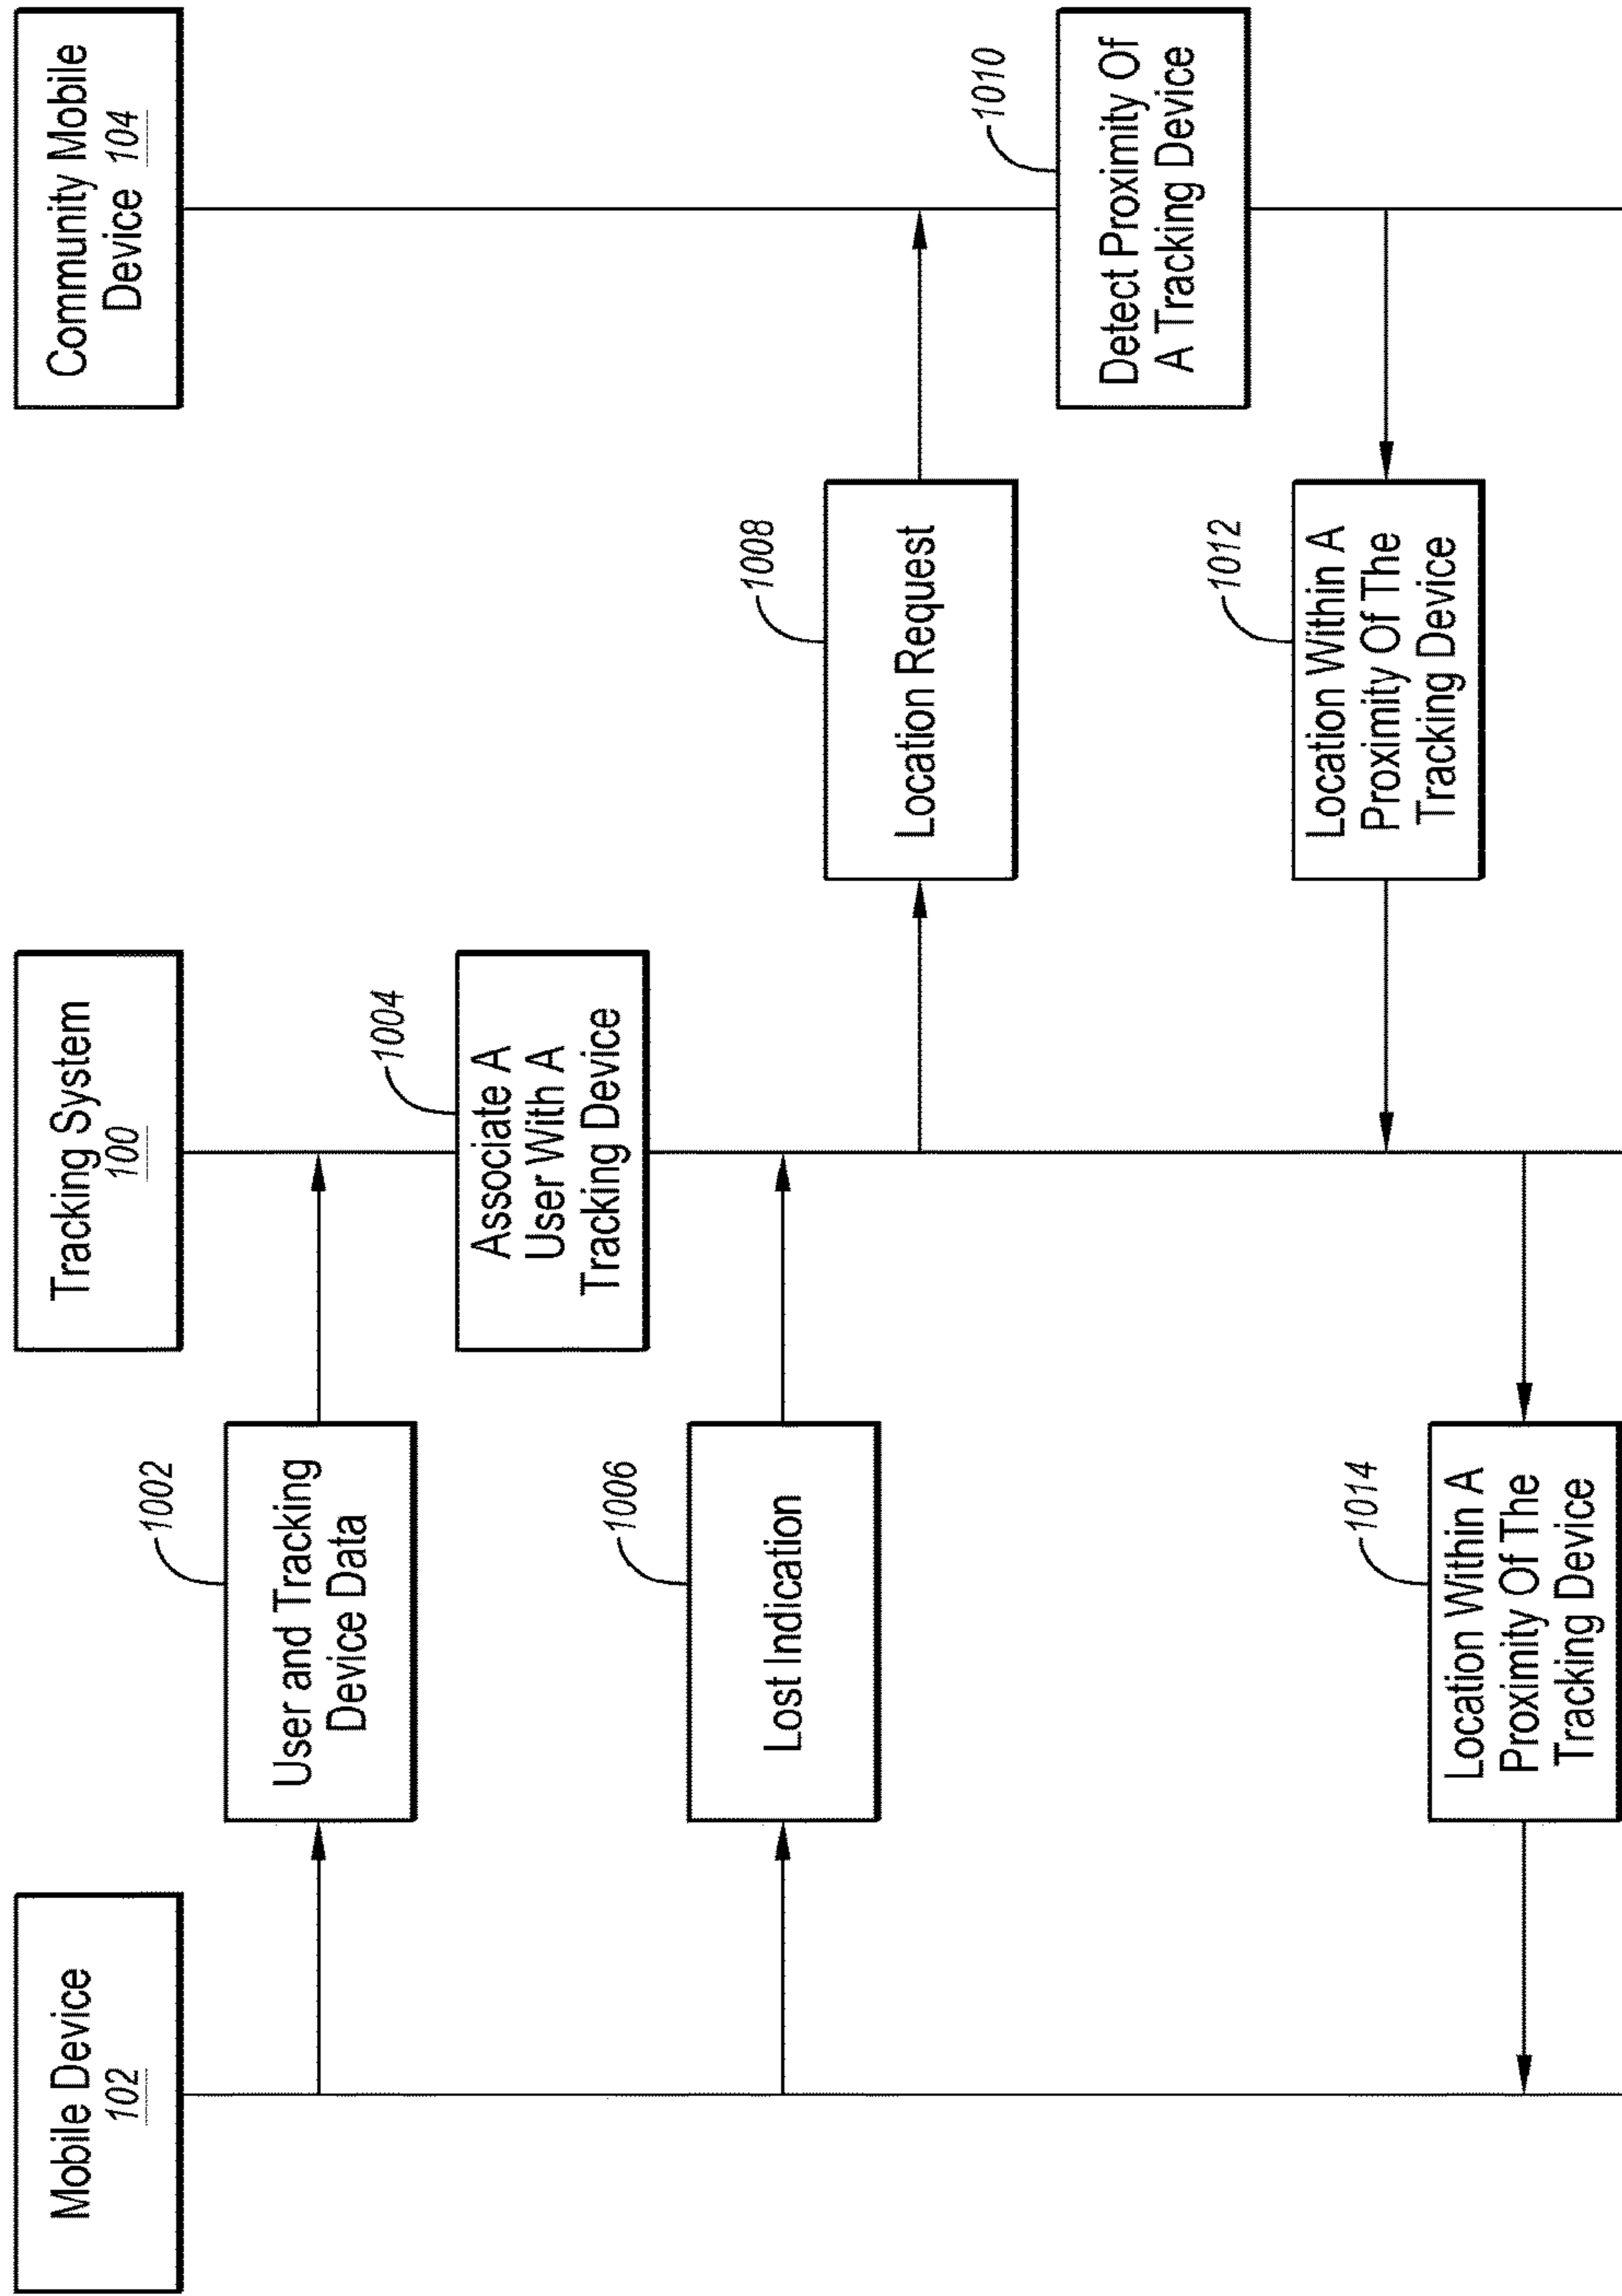 Mobile Device
102
Tracking System
100
Community Mobile
Device 104
1002
User and Tracking
Device Data
1004
Associate A
User With A
Tracking Device
1006
Lost Indication
1008
Location Request
1010
Detect Proximity Of
A Tracking Device
1012
Location Within A
Proximity Of The
Tracking Device
1014
Location Within A
Proximity Of The
Tracking Device